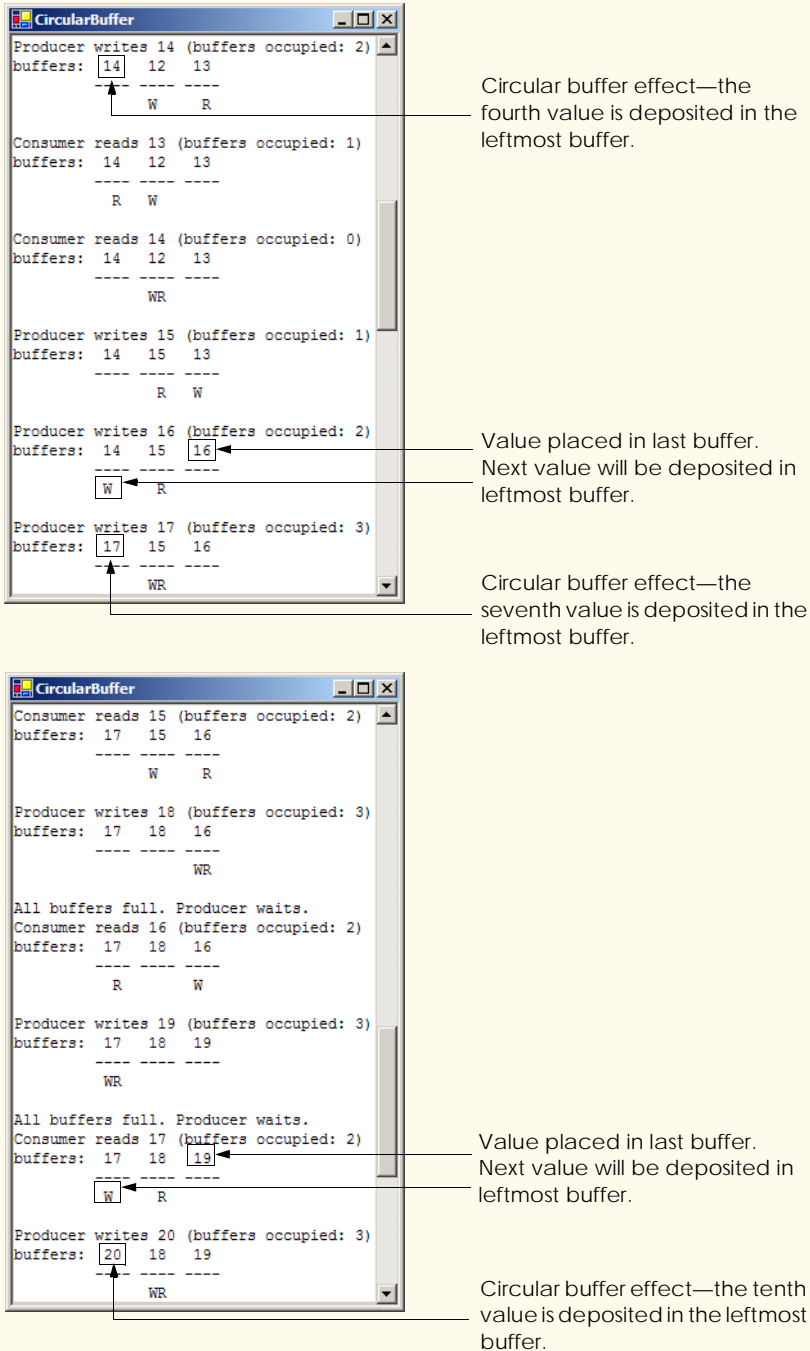 CircularBuffer
Producer writes 14 (buffers occupied: 2)
buffers: 14 12 13
---- ---- ----
W R
Circular buffer effect—the
fourth value is deposited in the
leftmost buffer.
Consumer reads 13 (buffers occupied: 1)
buffers: 14 12 13
---- ---- ----
R W
Consumer reads 14 (buffers occupied: 0)
buffers: 14 12 13
---- ---- ----
WR
Producer writes 15 (buffers occupied: 1)
buffers: 14 15 13
---- ---- ----
R W
Producer writes 16 (buffers occupied: 2)
buffers: 14 15 16
---- ---- ----
W R
Value placed in last buffer.
Next value will be deposited in
leftmost buffer.
Producer writes 17 (buffers occupied: 3)
buffers: 17 15 16
---- ---- ----
WR
Circular buffer effect—the
seventh value is deposited in the
leftmost buffer.
CircularBuffer
Consumer reads 15 (buffers occupied: 2)
buffers: 17 15 16
---- ---- ----
W R
Producer writes 18 (buffers occupied: 3)
buffers: 17 18 16
---- ---- ----
WR
All buffers full. Producer waits.
Consumer reads 16 (buffers occupied: 2)
buffers: 17 18 16
---- ---- ----
R W
Producer writes 19 (buffers occupied: 3)
buffers: 17 18 19
---- ---- ----
WR
All buffers full. Producer waits.
Consumer reads 17 (buffers occupied: 2)
buffers: 17 18 19
---- ---- ----
W R
Value placed in last buffer.
Next value will be deposited in
leftmost buffer.
Producer writes 20 (buffers occupied: 3)
buffers: 20 18 19
---- ---- ----
WR
Circular buffer effect—the tenth
value is deposited in the leftmost
buffer.